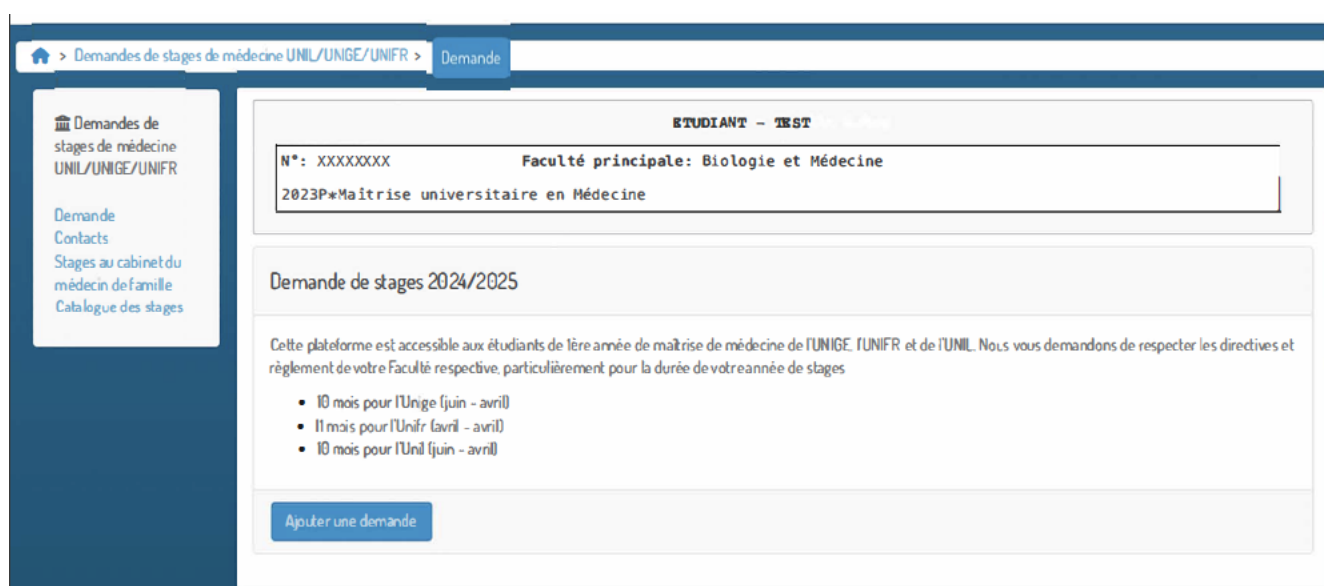 > Demandes de stages de médecine UNIL/UNGE/UNIFR > Demande
Demandes de
stages de médecine
UNIL/UNIGE/UNIFR
Demande
Contacts
Stages au cabinet du
médecin de famille
Catalogue des stages
ETUDIANT - TEST
N°: XXXXXXXX Faculté principale: Biologie et Médecine
2023P*Maîtrise universitaire en Médecine
Demande de stages 2024/2025
Cette plateforme est accessible aux étudiants de 1ère année de maîtrise de médecine de l'UNIGE, l'UNIFR et de l'UNIL. Nous vous demandons de respecter les directives et
règlement de votre Faculté respective, particulièrement pour la durée de votre année de stages
• 10 mois pour l'Unige (juin - avril)
• 11 mois pour l'Unifr (avril - avril)
• 10 mois pour l'Unil (juin - avril)
Ajouter une demande